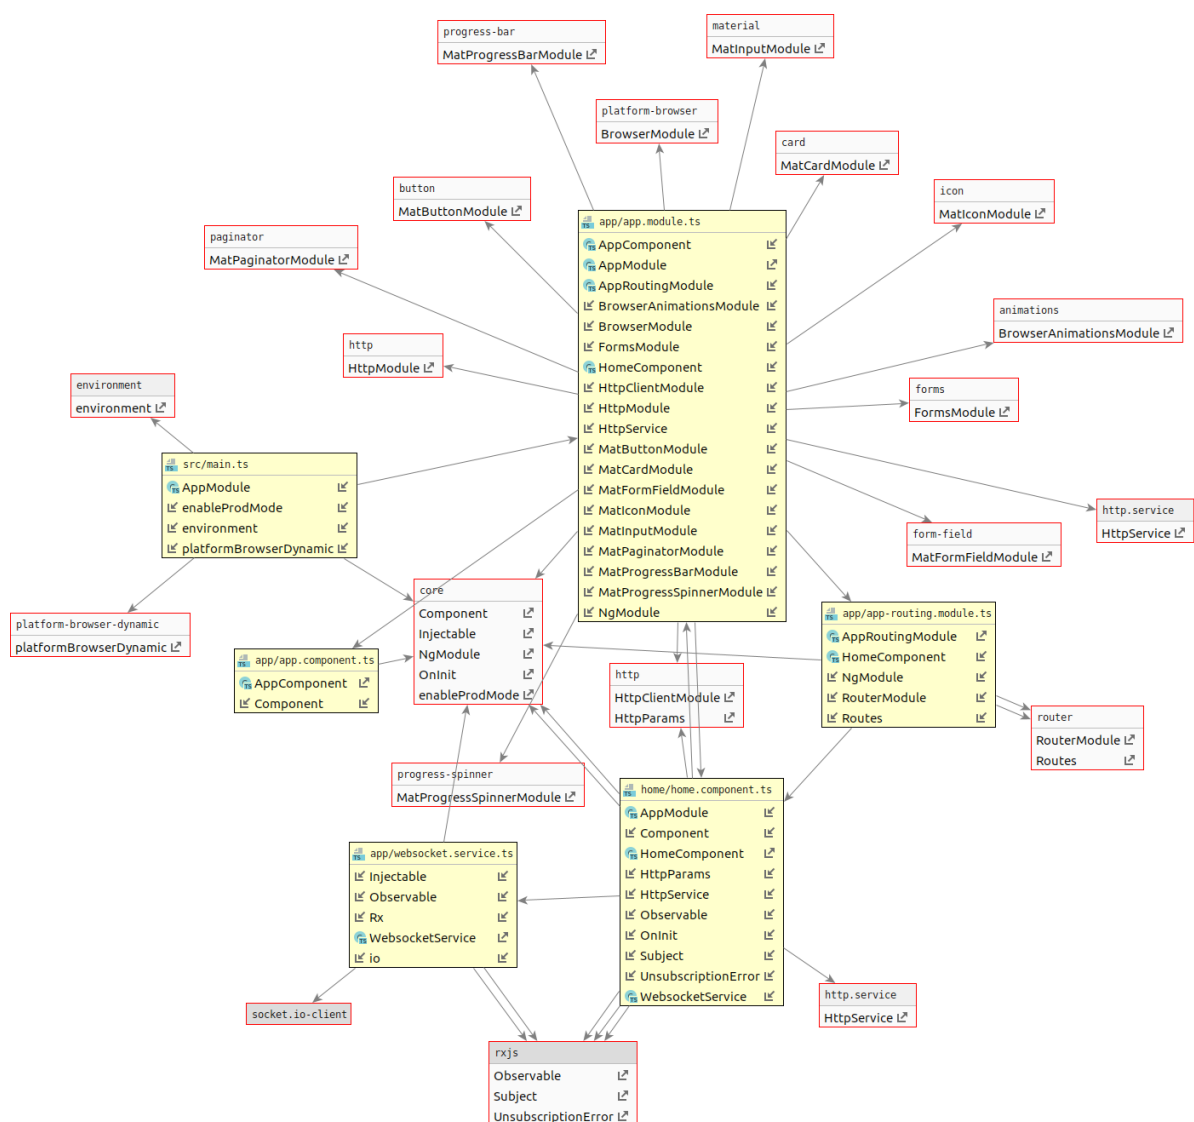 progress-bar
MatProgressBarModule
material
MatInputModule
platform-browser
BrowserModule
card
MatCardModule
button
MatButtonModule
icon
MatIconModule
paginator
MatPaginatorModule
app/app.module.ts
AppComponent
AppModule
AppRoutingModule
BrowserAnimationsModule
BrowserModule
FormsModule
HomeComponent
HttpClientModule
HttpModule
HttpService
MatButtonModule
MatCardModule
MatFormFieldModule
MatIconModule
MatInputModule
MatPaginatorModule
MatProgressBarModule
MatProgressSpinnerModule
NgModule
animations
BrowserAnimationsModule
http
HttpModule
environment
environment
forms
FormsModule
src/main.ts
AppModule
enableProdMode
environment
platformBrowserDynamic
http.service
HttpService
form-field
MatFormFieldModule
core
Component
Injectable
NgModule
OnInit
enableProdMode
platform-browser-dynamic
platformBrowserDynamic
app/app-routing.module.ts
AppRoutingModule
HomeComponent
NgModule
RouterModule
Routes
app/app.component.ts
AppComponent
Component
http
HttpClientModule
HttpParams
router
RouterModule
Routes
progress-spinner
MatProgressSpinnerModule
home/home.component.ts
AppModule
Component
HomeComponent
HttpParams
HttpService
Observable
OnInit
Subject
UnsubscriptionError
WebsocketService
app/websocket.service.ts
Injectable
Observable
Rx
WebsocketService
io
http.service
HttpService
socket.io-client
rxjs
Observable
Subject
UnsubscriptionError